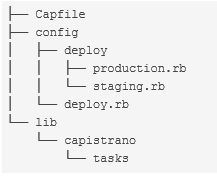 ├── Capfile
├── config
│   ├── deploy
│   │   ├── production.rb
│   │   └── staging.rb
│   └── deploy.rb
└── lib
    └── capistrano
        └── tasks